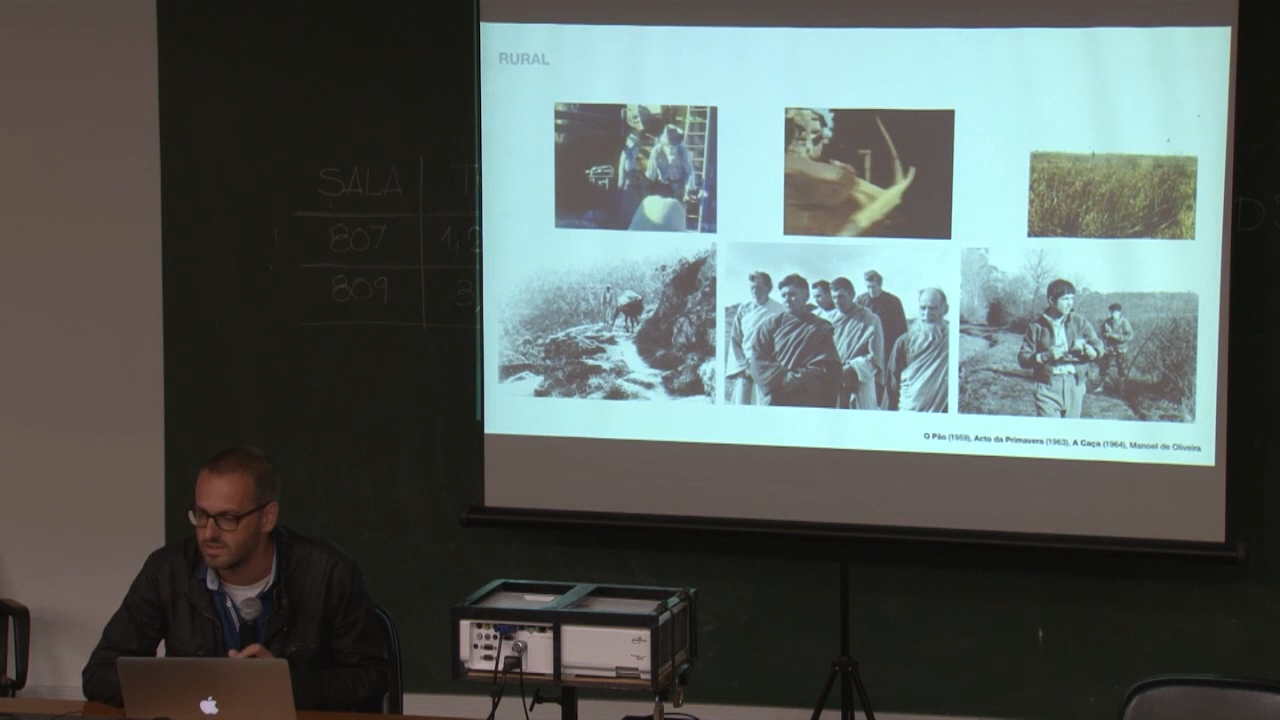 RURAL
SALA
807
809
O Pão (1959), Acto da Primavera (1963), A Caça (1964), Manoel de Oliveira